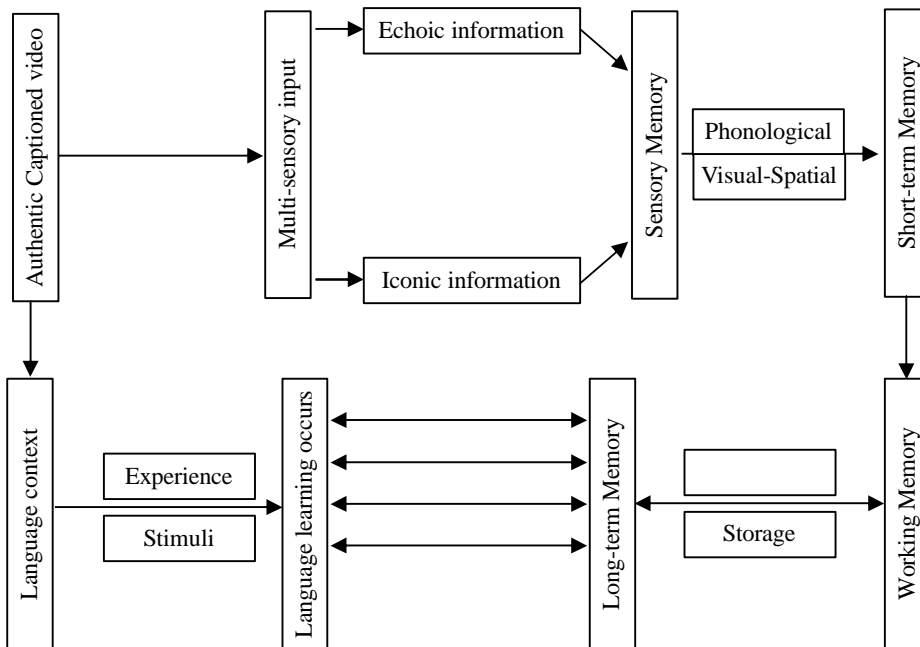 Authentic Captioned video
Multi-sensory input
Echoic information
Iconic information
Sensory Memory
Phonological
Visual-Spatial
Short-term Memory
Language context
Experience
Stimuli
Language learning occurs
Long-term Memory
Storage
Working Memory